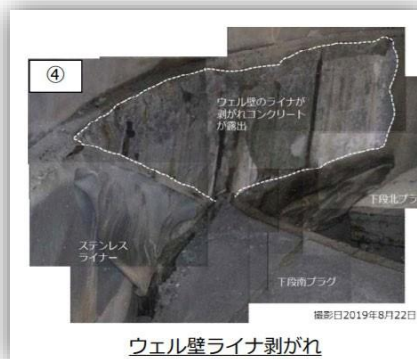 ④
ウェル壁のライナが
剥がれコンクリート
が露出
下段北プラ
ステンレス
ライナー
下段南プラグ
撮影日2019年8月22日
ウェル壁ライナ剥がれ